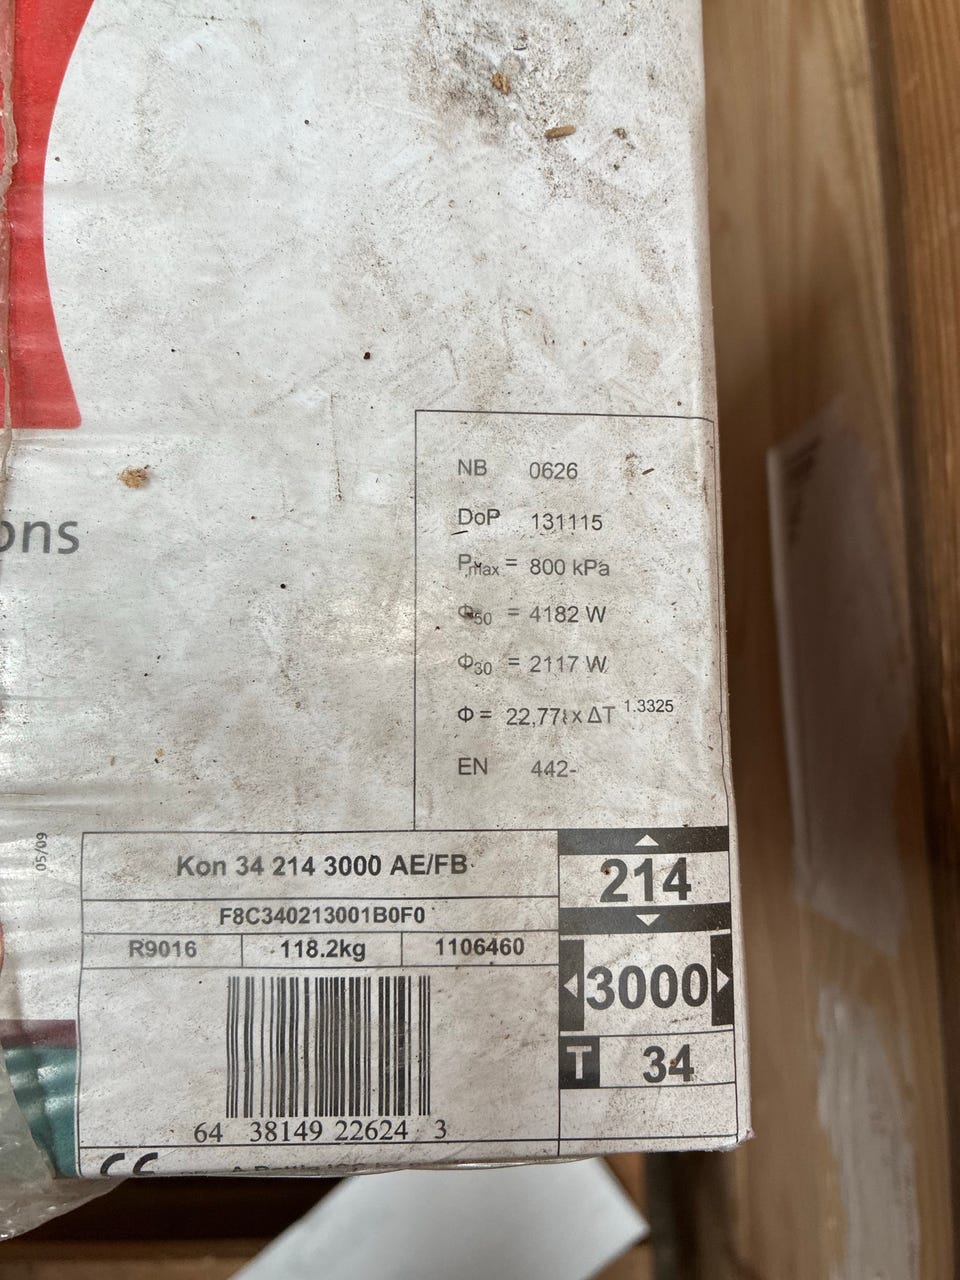 ons
NB 0626
DoP 131115
Pmax = 800 kPa
Φ50 = 4182 W
Φ30 = 2117 W
Φ = x ΔT 1.3325
EN 442-
05/09
Kon 34 214 3000 AE/FB
F8C340213001B0F0
R9016 118.2kg 1106460
214
3000
T 34
64 38149 22624 3
CE